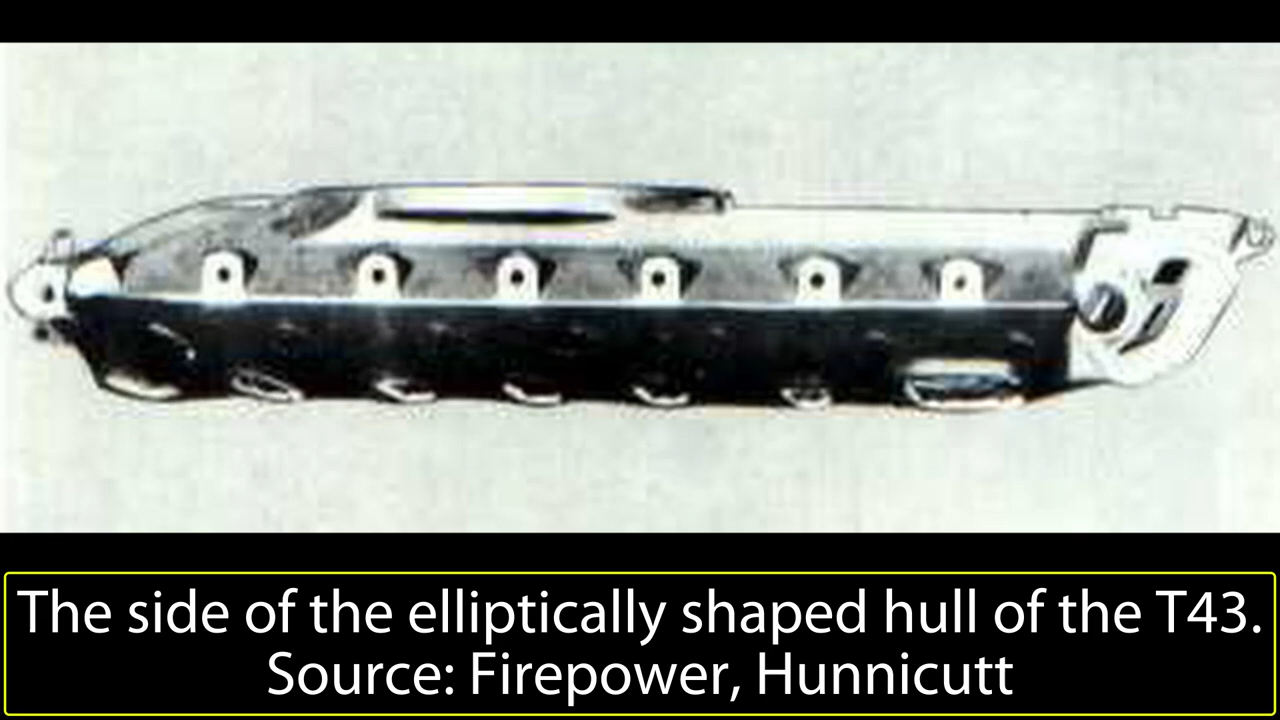 The side of the elliptically shaped hull of the T43.
Source: Firepower, Hunnicutt